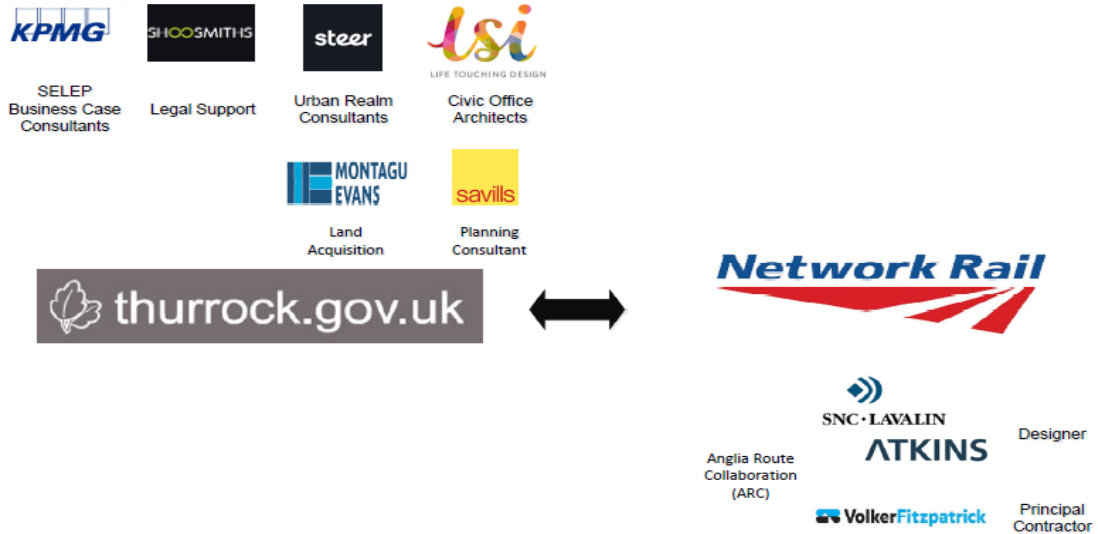 KPMG
SELEP
Business Case
Consultants
SHOOSMITHS
Legal Support
steer
Urban Realm
Consultants
lsi
LIFE TOUCHING DESIGN
Civic Office
Architects
MONTAGU
EVANS
Land
Acquisition
savills
Planning
Consultant
thurrock.gov.uk
Network Rail
SNC·LAVALIN
ATKINS
Designer
Anglia Route
Collaboration
(ARC)
VolkerFitzpatrick
Principal
Contractor